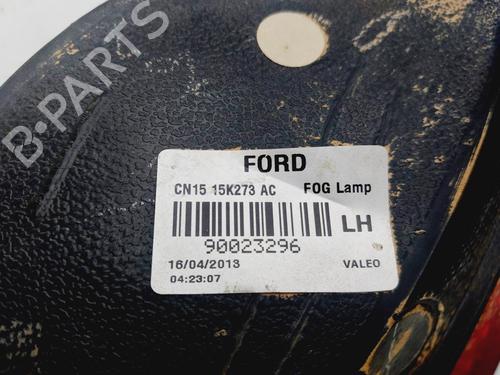 B-PARTS
FORD
CN15 15K273 AC FOG Lamp
LH
90023296
16/04/2013 VALEO
04:23:07